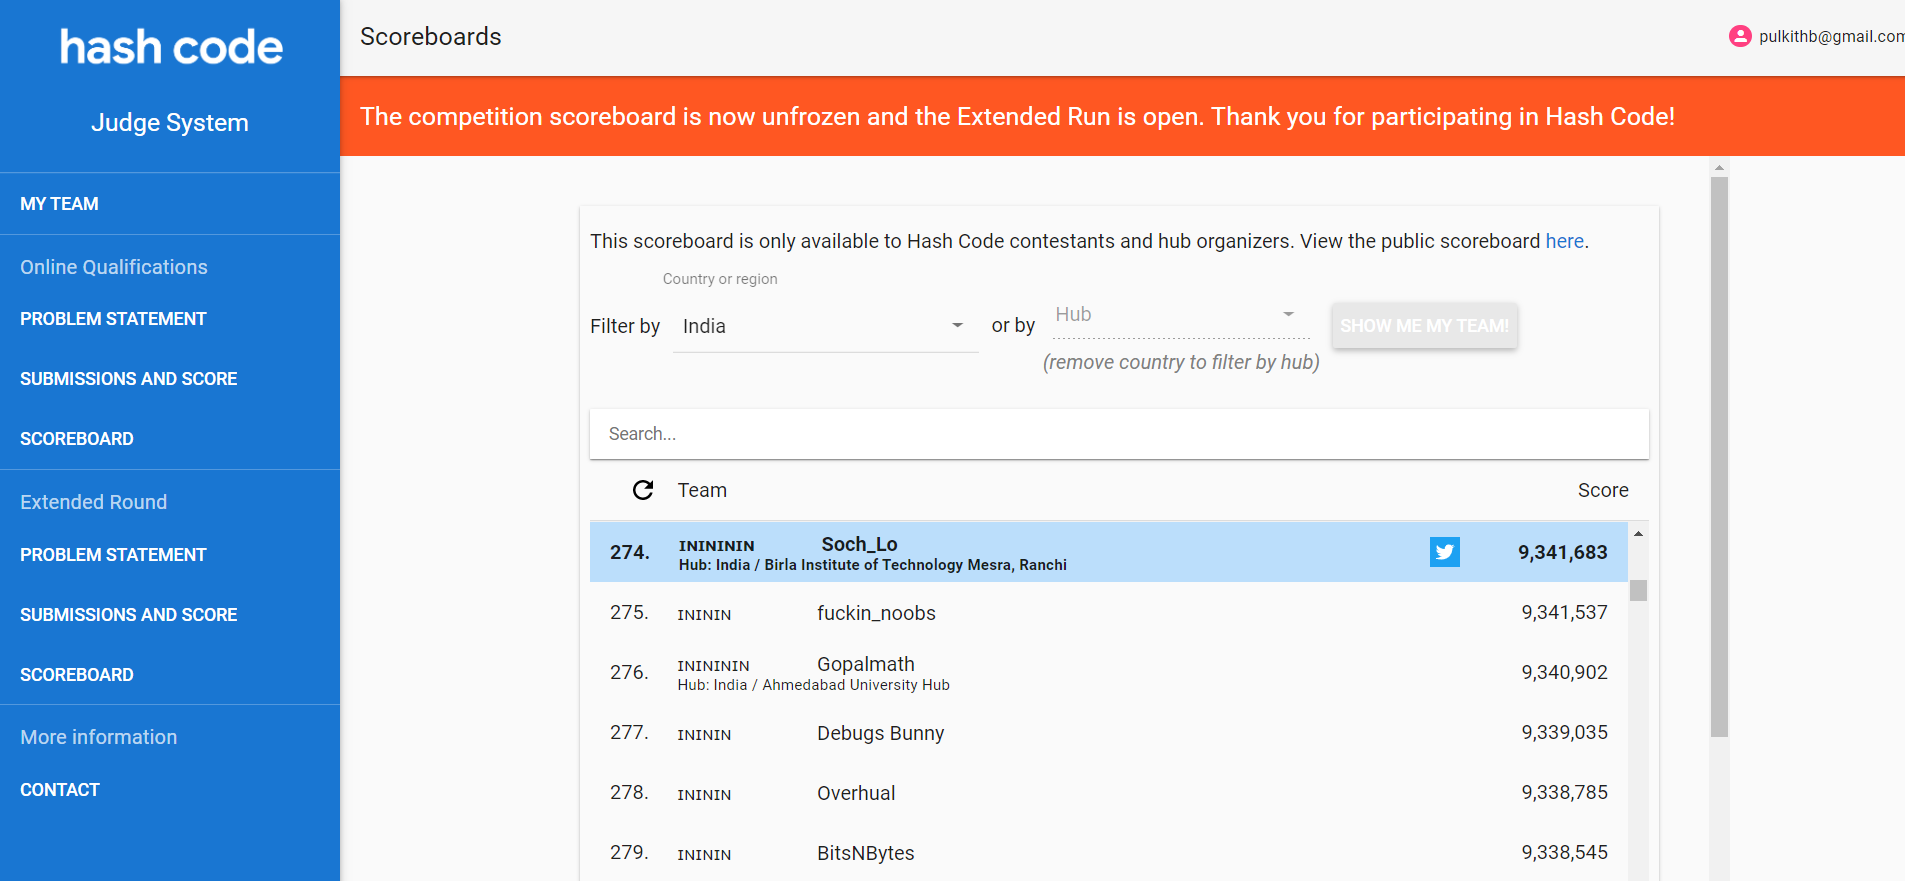 hash code
Judge System
MY TEAM
Online Qualifications
PROBLEM STATEMENT
SUBMISSIONS AND SCORE
SCOREBOARD
Extended Round
PROBLEM STATEMENT
SUBMISSIONS AND SCORE
SCOREBOARD
More information
CONTACT
Scoreboards
pulkithb@gmail.com
The competition scoreboard is now unfrozen and the Extended Run is open. Thank you for participating in Hash Code!
This scoreboard is only available to Hash Code contestants and hub organizers. View the public scoreboard here.
Country or region
Filter by India or by Hub SHOW ME MY TEAM!
(remove country to filter by hub)
Search...
Team Score
274. ININININ Soch_Lo 9,341,683
Hub: India / Birla Institute of Technology Mesra, Ranchi
275. INININ fuckin_noobs 9,341,537
276. ININININ Gopalmath 9,340,902
Hub: India / Ahmedabad University Hub
277. INININ Debugs Bunny 9,339,035
278. INININ Overhual 9,338,785
279. INININ BitsNBytes 9,338,545